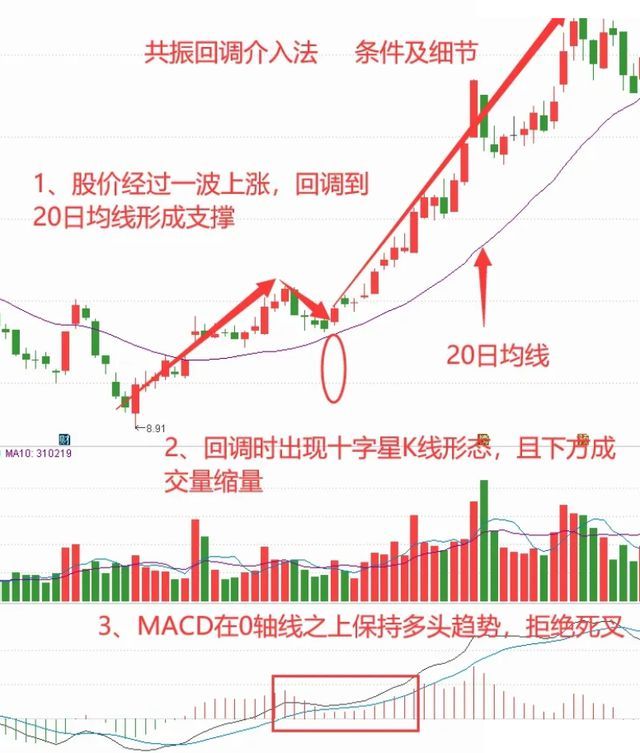 共振回调介入法 条件及细节
1、股价经过一波上涨，回调到
20日均线形成支撑
20日均线
←8.91
财
MA10: 310219
2、回调时出现十字星K线形态，且下方成
交量缩量
3、MACD在0轴线之上保持多头趋势，拒绝死叉